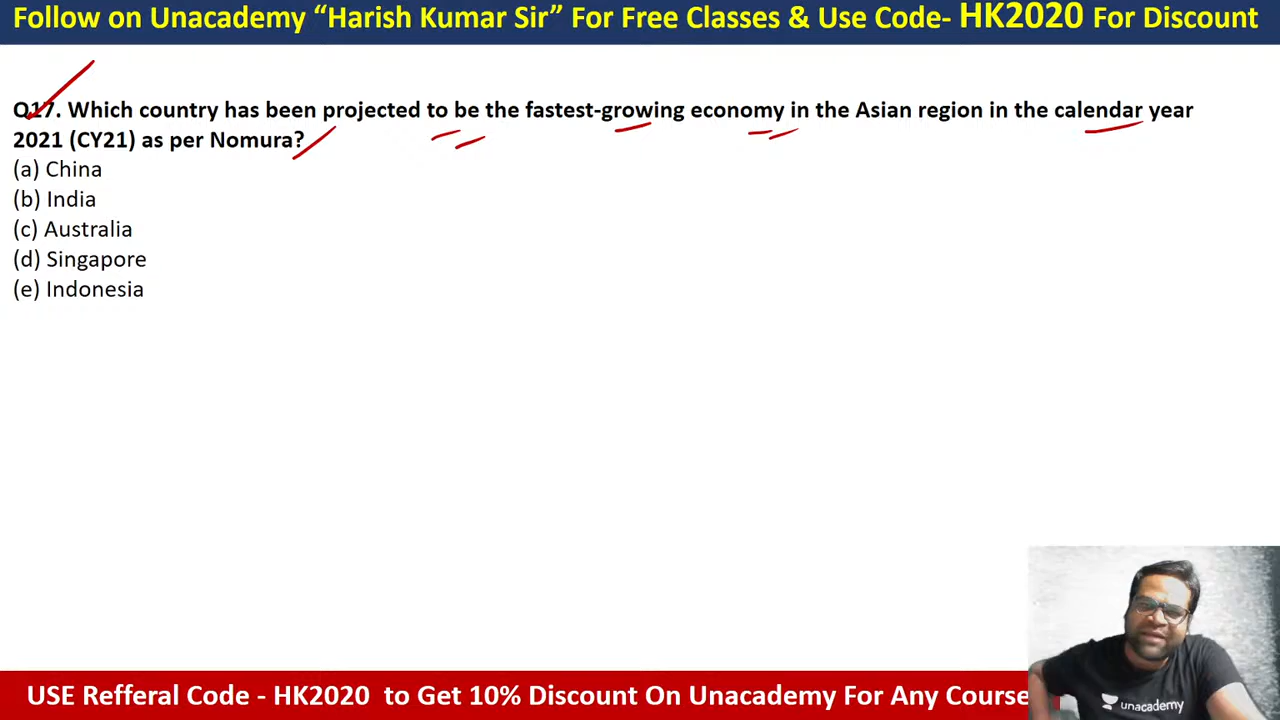 Follow on Unacademy “Harish Kumar Sir” For Free Classes & Use Code- HK2020 For Discount
Q17. Which country has been projected to be the fastest-growing economy in the Asian region in the calendar year
2021 (CY21) as per Nomura?
(a) China
(b) India
(c) Australia
(d) Singapore
(e) Indonesia
USE Refferal Code - HK2020 to Get 10% Discount On Unacademy For Any Course
unacademy